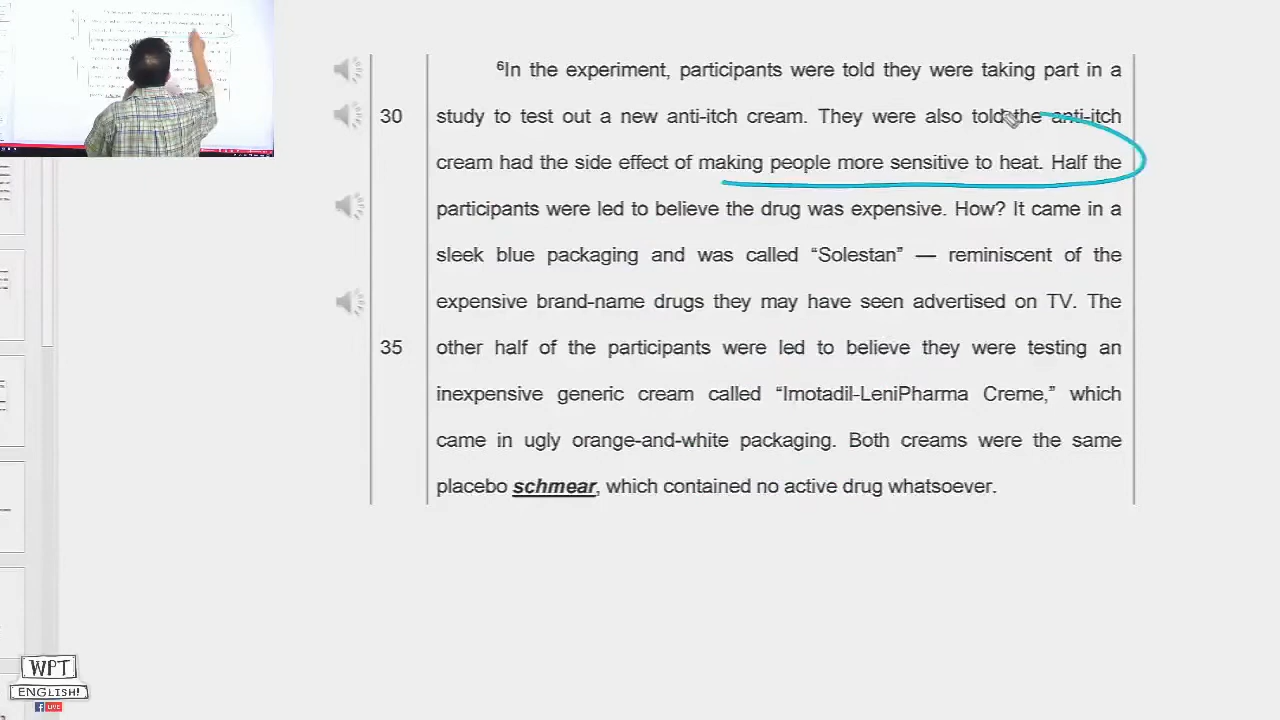 ⁶In the experiment, participants were told they were taking part in a
30 study to test out a new anti-itch cream. They were also told the anti-itch
cream had the side effect of making people more sensitive to heat. Half the
participants were led to believe the drug was expensive. How? It came in a
sleek blue packaging and was called “Solestan” — reminiscent of the
expensive brand-name drugs they may have seen advertised on TV. The
35 other half of the participants were led to believe they were testing an
inexpensive generic cream called “Imotadil-LeniPharma Creme,” which
came in ugly orange-and-white packaging. Both creams were the same
placebo schmear, which contained no active drug whatsoever.
WPT
ENGLISH!
LIVE